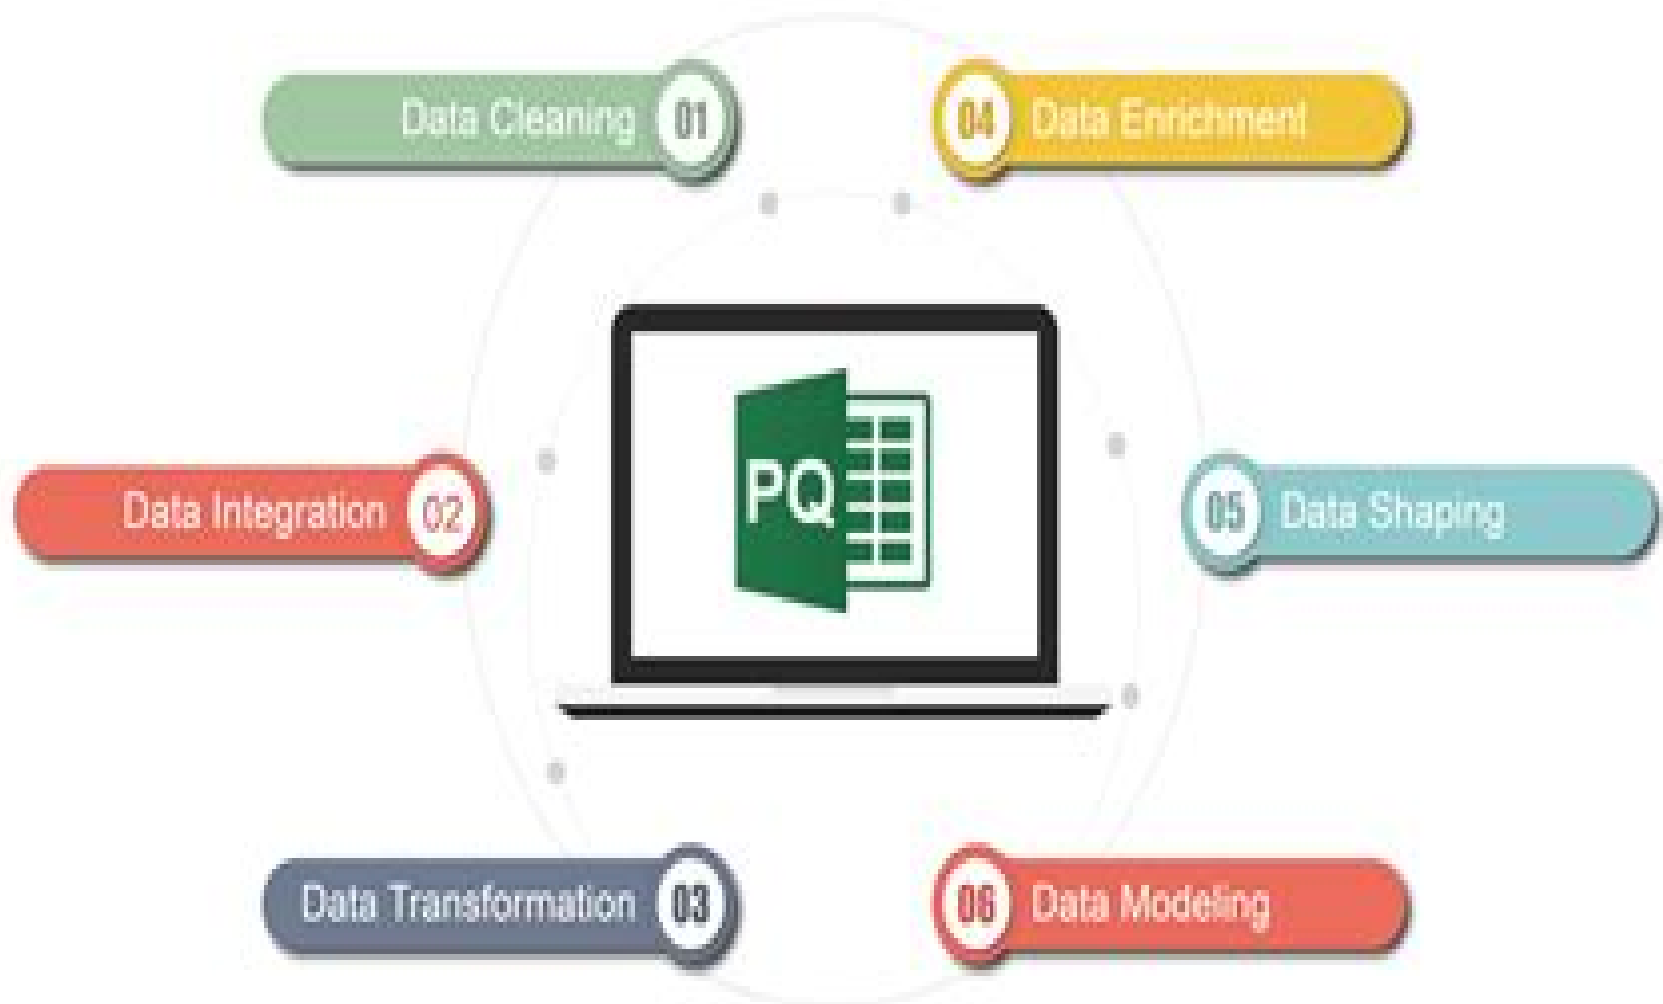 Data Cleaning 01
Data Integration 02
Data Transformation 03
04 Data Enrichment
05 Data Shaping
06 Data Modeling
PQ